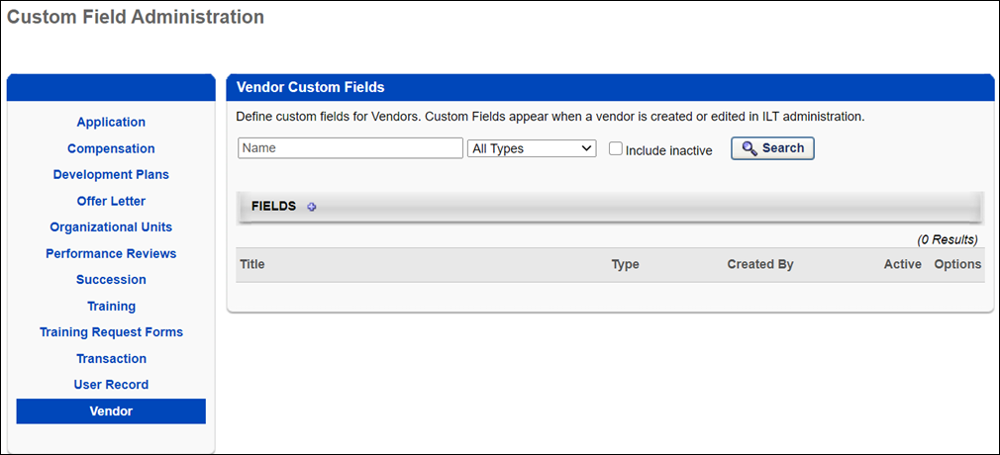 Custom Field Administration
Application
Compensation
Development Plans
Offer Letter
Organizational Units
Performance Reviews
Succession
Training
Training Request Forms
Transaction
User Record
Vendor
Vendor Custom Fields
Define custom fields for Vendors. Custom Fields appear when a vendor is created or edited in ILT administration.
Name All Types Include inactive Search
FIELDS
(0 Results)
Title Type Created By Active Options